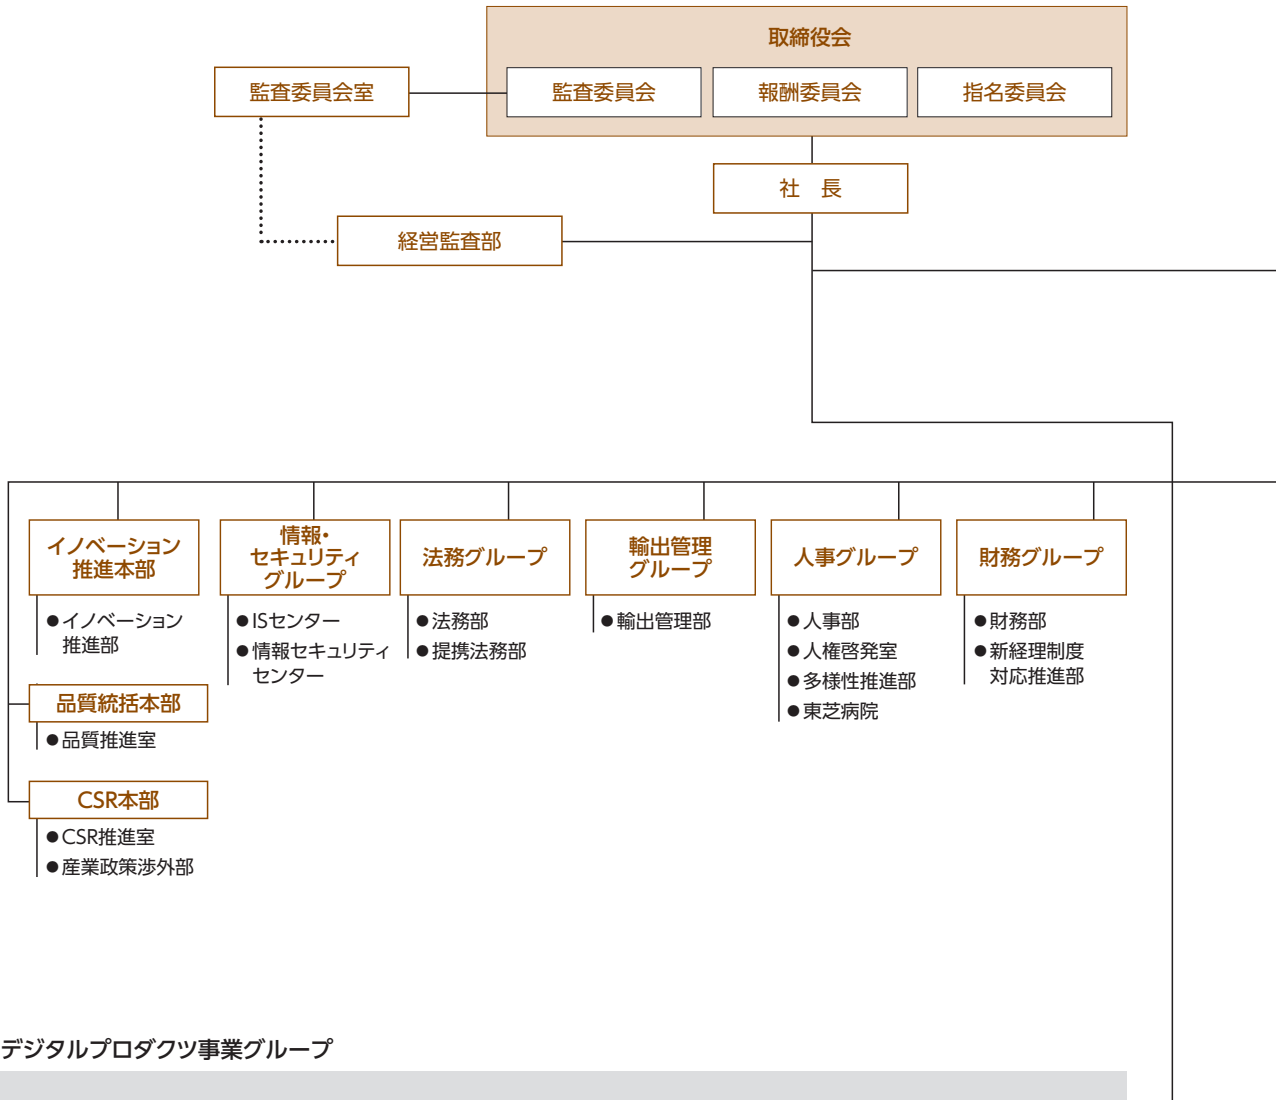 取締役会
監査委員会室
監査委員会
報酬委員会
指名委員会
社　長
経営監査部
イノベーション
推進本部
●イノベーション
推進部
情報・
セキュリティ
グループ
●ISセンター
●情報セキュリティ
センター
法務グループ
●法務部
●提携法務部
輸出管理
グループ
●輸出管理部
人事グループ
●人事部
●人権啓発室
●多様性推進部
●東芝病院
財務グループ
●財務部
●新経理制度
対応推進部
品質統括本部
●品質推進室
CSR本部
●CSR推進室
●産業政策渉外部
デジタルプロダクツ事業グループ